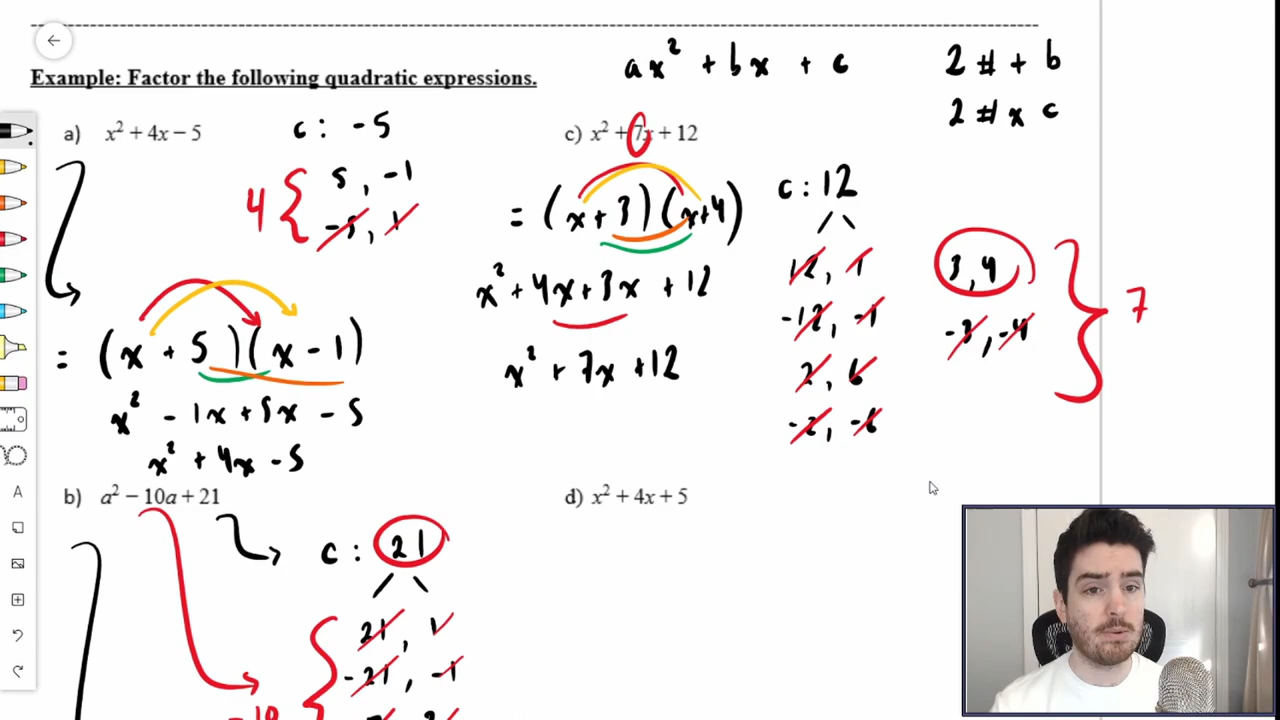 Example: Factor the following quadratic expressions.
ax² + bx + c
2 # + b
2 # x c
a) x² + 4x − 5
c : -5
5 , -1
-5 , 1
4
= (x + 5)(x - 1)
x² - 1x + 5x - 5
x² + 4x - 5
c) x² + 7x + 12
= (x + 3)(x + 4)
x² + 4x + 3x + 12
x² + 7x + 12
c : 12
12, 1
-12, -1
2, 6
-2, -6
3, 4
-3, -4
7
b) a² − 10a + 21
c : 21
21 , 1
-21 , -1
-10
d) x² + 4x + 5
A